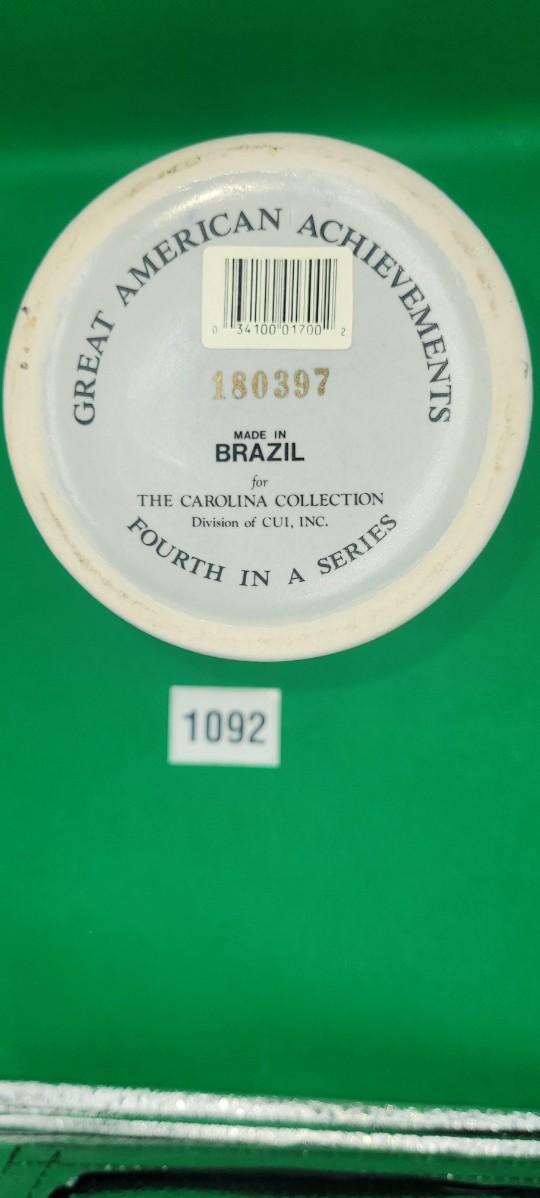 GREAT AMERICAN ACHIEVEMENTS
0 34100 01700 2
180397
MADE IN
BRAZIL
for
THE CAROLINA COLLECTION
Division of CUI, INC.
FOURTH IN A SERIES
1092